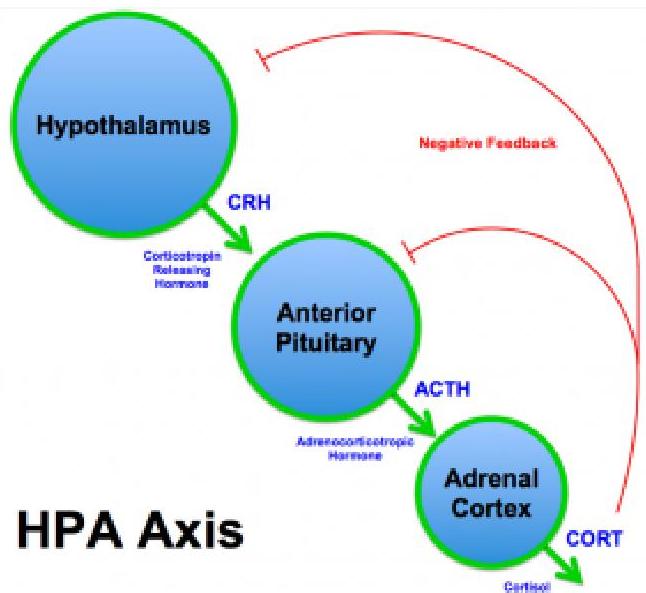 Hypothalamus
Negative Feedback
CRH
Corticotropin
Releasing
Hormone
Anterior
Pituitary
ACTH
Adrenocorticotropic
Hormone
Adrenal
Cortex
HPA Axis
CORT
Cortisol